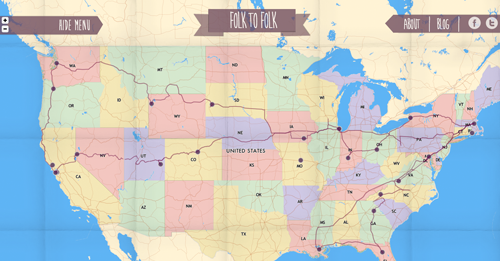 HIDE MENU
FOLK TO FOLK
ABOUT
BLOG
WA
MT
ND
MN
OR
ID
SD
WI
MI
VT
NH
WY
NY
IA
NE
NV
UT
CO
IL
IN
OH
PA
UNITED STATES
CA
KS
MO
WV
VA
KY
DE
AZ
NM
OK
AR
TN
NC
SC
MS
AL
GA
TX
LA
FL